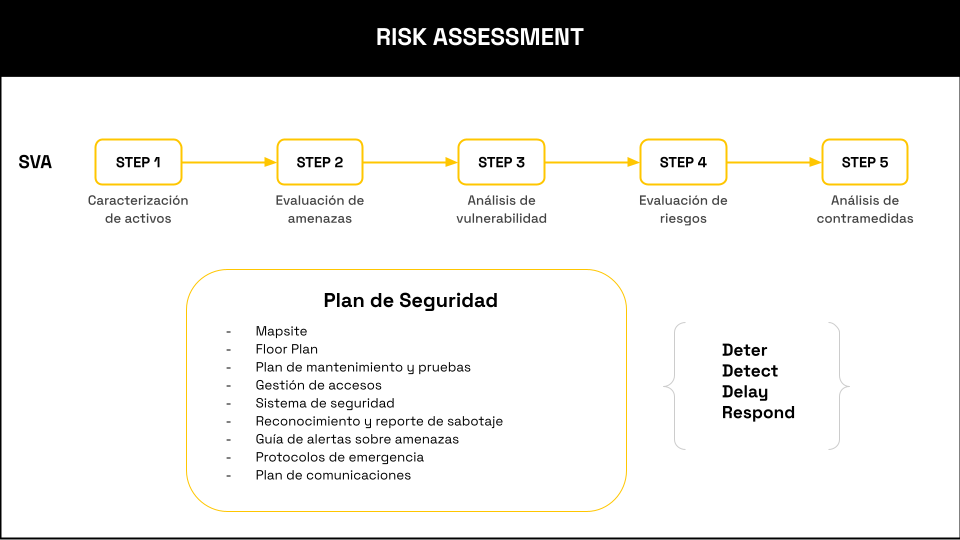 RISK ASSESSMENT
SVA
STEP 1
STEP 2
STEP 3
STEP 4
STEP 5
Caracterización
de activos
Evaluación de
amenazas
Análisis de
vulnerabilidad
Evaluación de
riesgos
Análisis de
contramedidas
Plan de Seguridad
- Mapsite
- Floor Plan
- Plan de mantenimiento y pruebas
- Gestión de accesos
- Sistema de seguridad
- Reconocimiento y reporte de sabotaje
- Guía de alertas sobre amenazas
- Protocolos de emergencia
- Plan de comunicaciones
Deter
Detect
Delay
Respond